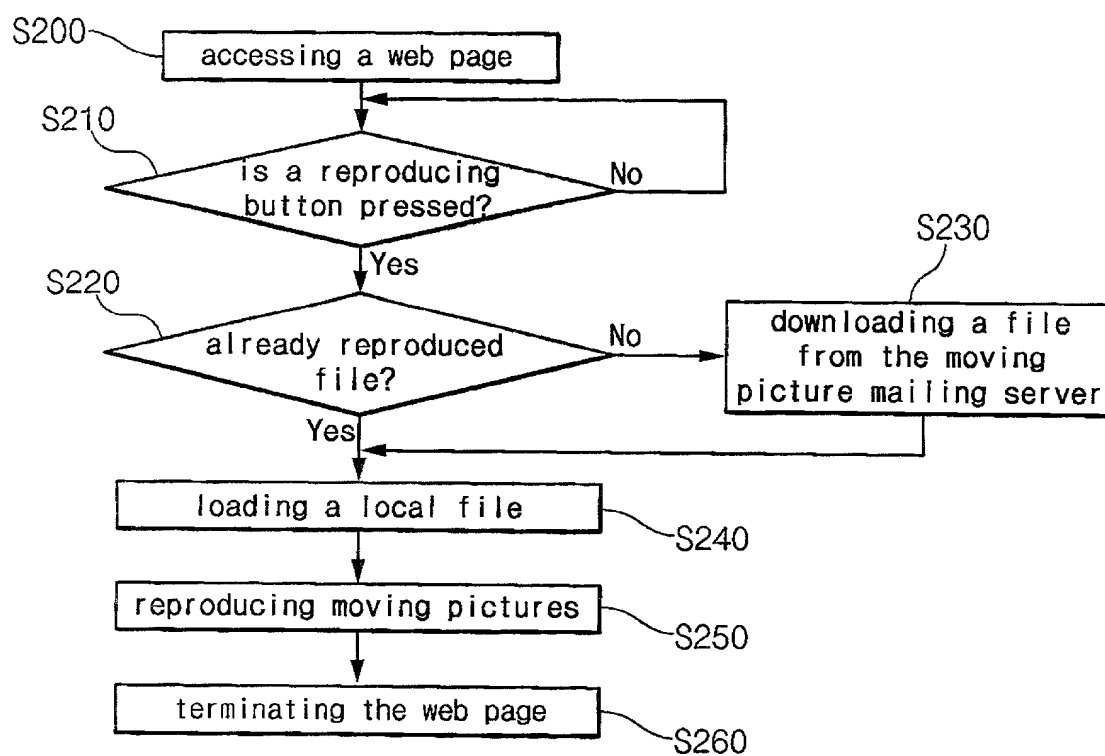 S200
accessing a web page
S210
is a reproducing
button pressed?
No
Yes
S220
already reproduced
file?
No
S230
downloading a file
from the moving
picture mailing server
Yes
loading a local file
S240
reproducing moving pictures
S250
terminating the web page
S260